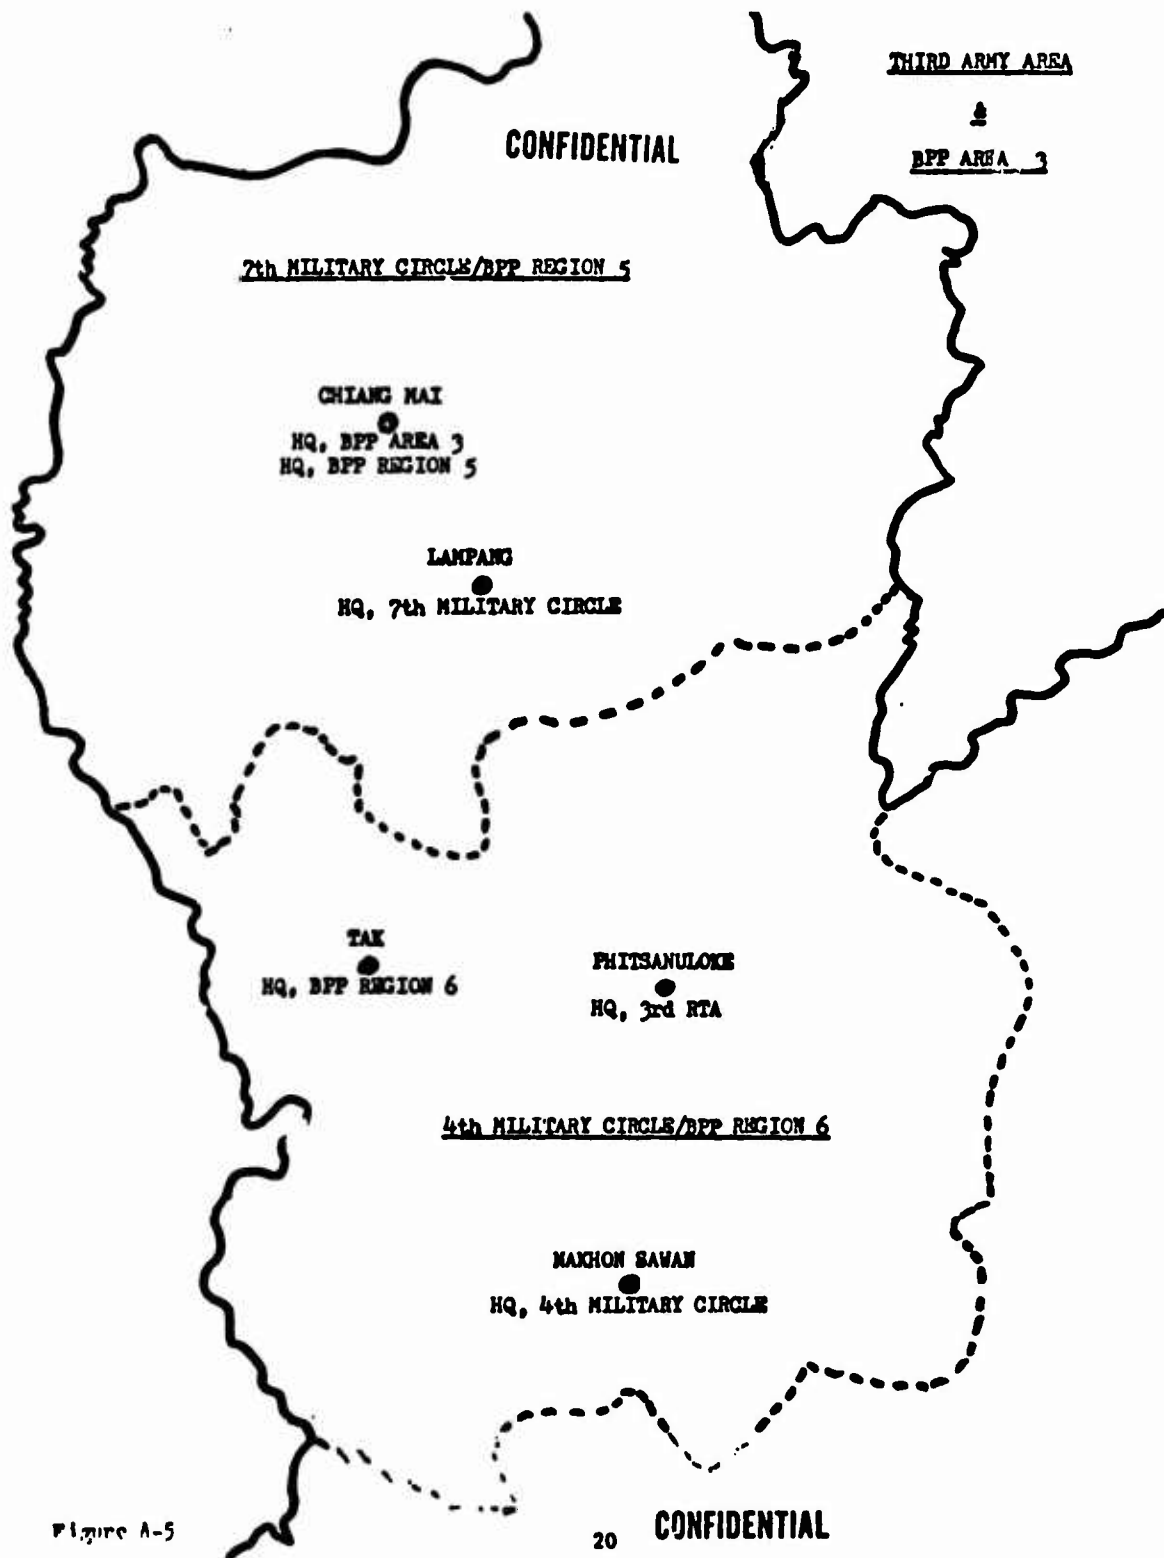 THIRD ARMY AREA
&
BPP AREA 3
CONFIDENTIAL
7th MILITARY CIRCLE/BPP REGION 5
CHIANG MAI
HQ, BPP AREA 3
HQ, BPP REGION 5
LAMPANG
HQ, 7th MILITARY CIRCLE
TAK
HQ, BPP REGION 6
PHITSANULOKE
HQ, 3rd RTA
4th MILITARY CIRCLE/BPP REGION 6
NAKHON SAWAN
HQ, 4th MILITARY CIRCLE
Figure A-5
20
CONFIDENTIAL